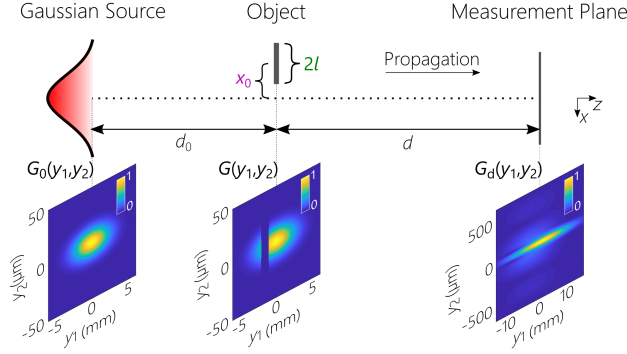 Gaussian Source
Object
Measurement Plane
x₀
2l
Propagation
z
x
d₀
d
G₀(y₁,y₂)
G(y₁,y₂)
G_d(y₁,y₂)
1
0
50
0
-50
y₂(μm)
-5
0
5
y₁ (mm)
1
0
50
0
-50
y₂(μm)
-5
0
5
y₁ (mm)
1
0
500
0
-500
y₂(μm)
-10
0
10
y₁ (mm)